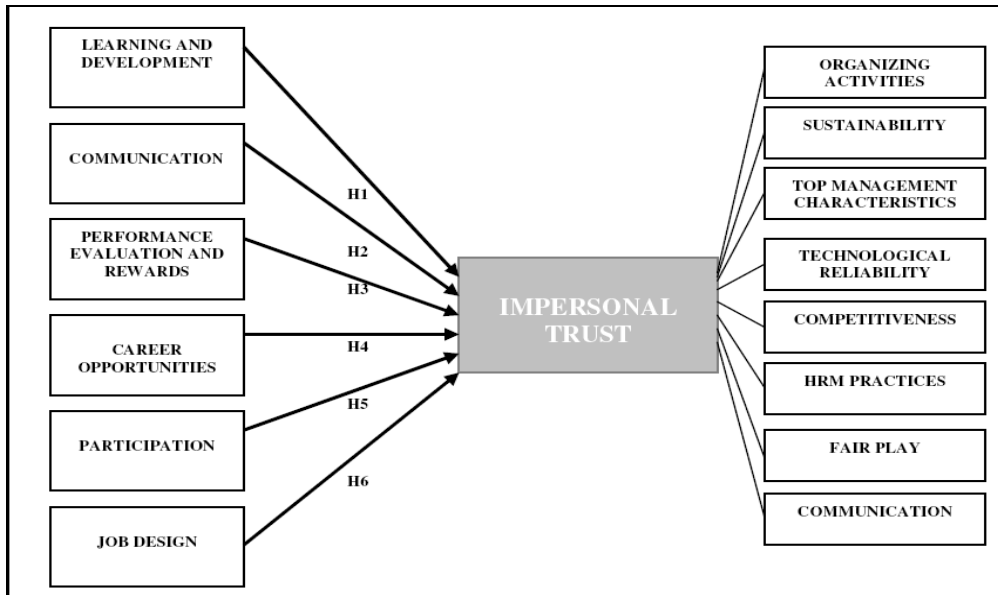 LEARNING AND
DEVELOPMENT
COMMUNICATION
PERFORMANCE
EVALUATION AND
REWARDS
CAREER
OPPORTUNITIES
PARTICIPATION
JOB DESIGN
H1
H2
H3
H4
H5
H6
IMPERSONAL
TRUST
ORGANIZING
ACTIVITIES
SUSTAINABILITY
TOP MANAGEMENT
CHARACTERISTICS
TECHNOLOGICAL
RELIABILITY
COMPETITIVENESS
HRM PRACTICES
FAIR PLAY
COMMUNICATION